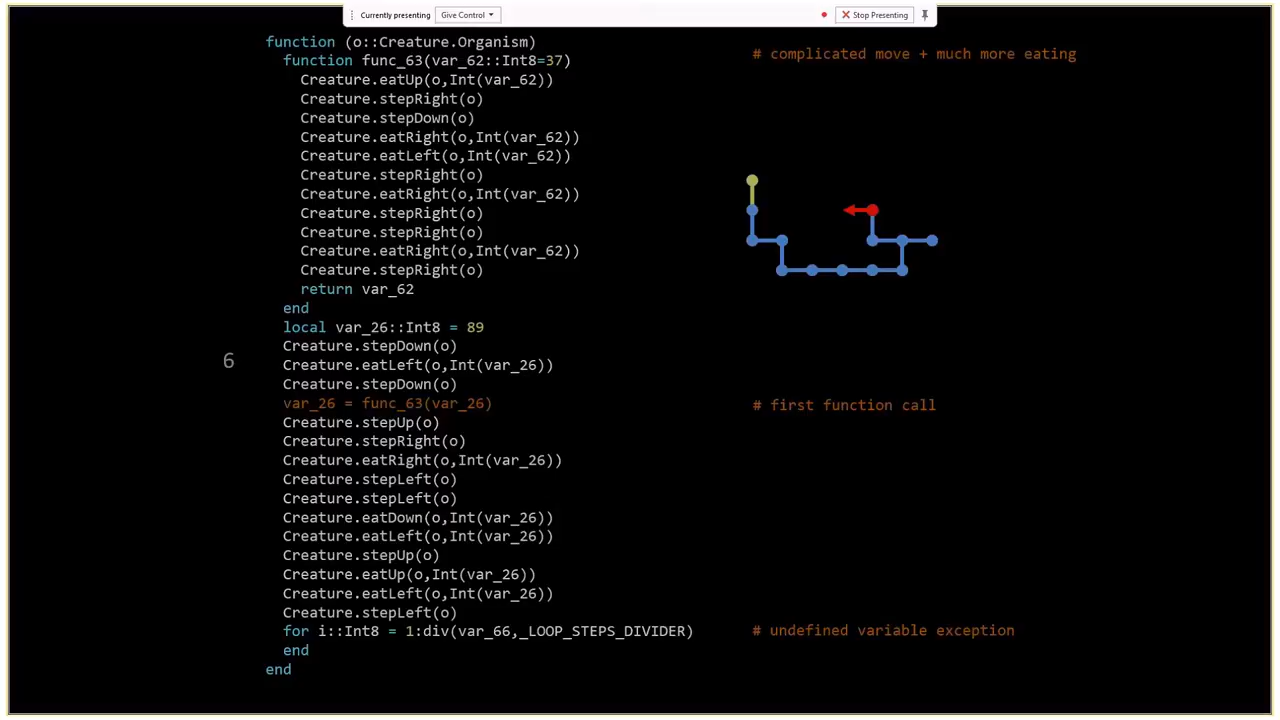 Currently presenting Give Control Stop Presenting
function (o::Creature.Organism)
# complicated move + much more eating
function func_63(var_62::Int8=37)
Creature.eatUp(o,Int(var_62))
Creature.stepRight(o)
Creature.stepDown(o)
Creature.eatRight(o,Int(var_62))
Creature.eatLeft(o,Int(var_62))
Creature.stepRight(o)
Creature.eatRight(o,Int(var_62))
Creature.stepRight(o)
Creature.stepRight(o)
Creature.eatRight(o,Int(var_62))
Creature.stepRight(o)
return var_62
end
local var_26::Int8 = 89
Creature.stepDown(o)
6
Creature.eatLeft(o,Int(var_26))
Creature.stepDown(o)
var_26 = func_63(var_26)
# first function call
Creature.stepUp(o)
Creature.stepRight(o)
Creature.eatRight(o,Int(var_26))
Creature.stepLeft(o)
Creature.stepLeft(o)
Creature.eatDown(o,Int(var_26))
Creature.eatLeft(o,Int(var_26))
Creature.stepUp(o)
Creature.eatUp(o,Int(var_26))
Creature.eatLeft(o,Int(var_26))
Creature.stepLeft(o)
for i::Int8 = 1:div(var_66,_LOOP_STEPS_DIVIDER)
# undefined variable exception
end
end